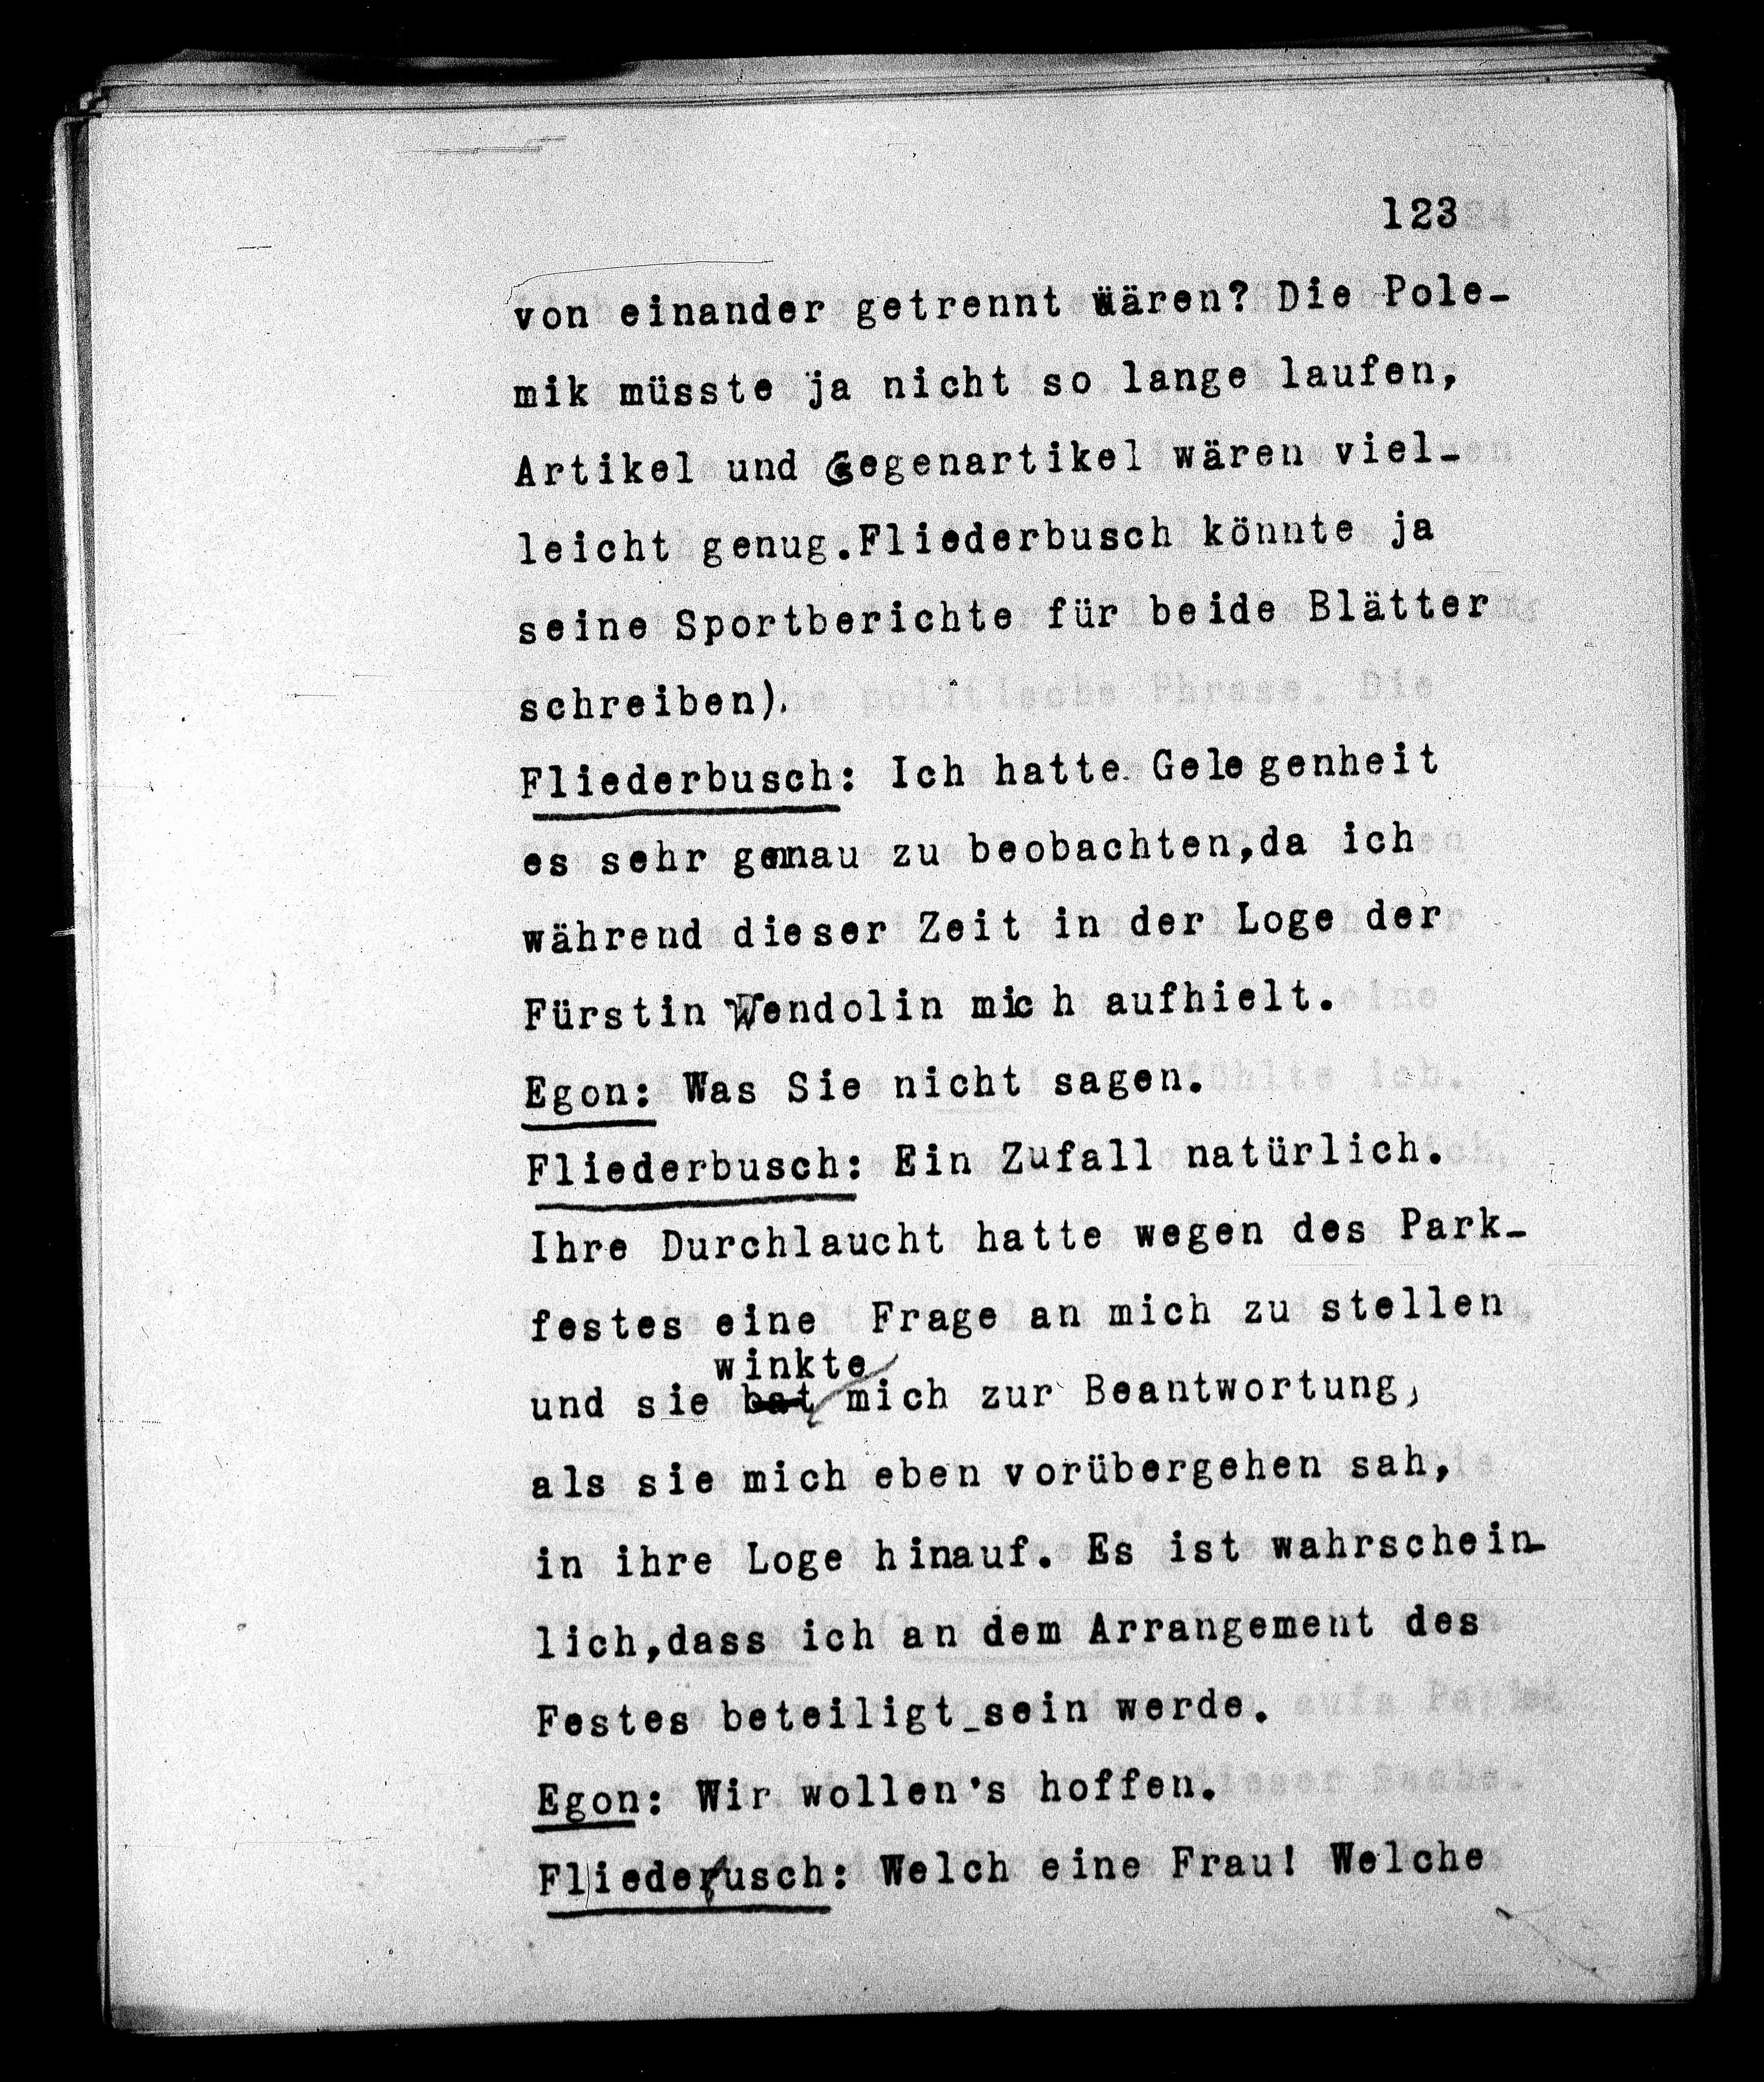 123
von einander getrennt wären? Die Pole-
mik müsste ja nicht so lange laufen,
Artikel und Gegenartikel wären viel-
leicht genug.Fliederbusch könnte ja
seine Sportberichte für beide Blätter
schreiben).
Fliederbusch: Ich hatte Gelegenheit
es sehr genau zu beobachten,da ich
während dieser Zeit in der Loge der
Fürstin Wendolin mich aufhielt.
Egon: Was Sie nicht sagen.
Fliederbusch: Ein Zufall natürlich.
Ihre Durchlaucht hatte wegen des Park-
festes eine Frage an mich zu stellen
winkte
und sie bat mich zur Beantwortung,
als sie mich eben vorübergehen sah,
in ihre Loge hinauf. Es ist wahrschein-
lich,dass ich an dem Arrangement des
Festes beteiligt_sein werde.
Egon: Wir wollen's hoffen.
Fliederusch: Welch eine Frau! Welche